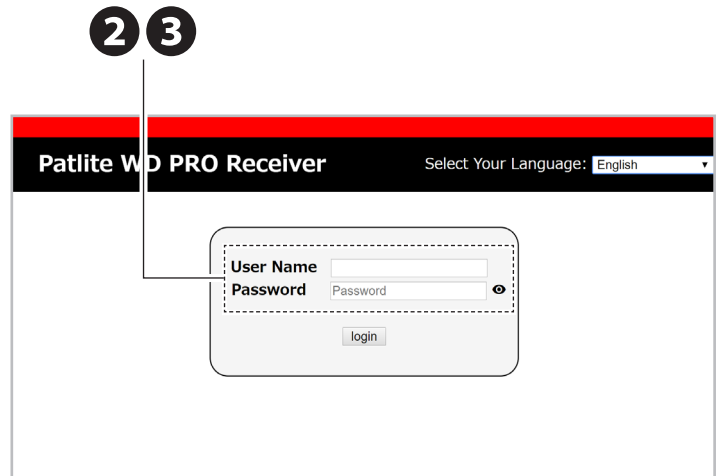 2 3
Patlite WD PRO Receiver Select Your Language: English
User Name
Password Password
login